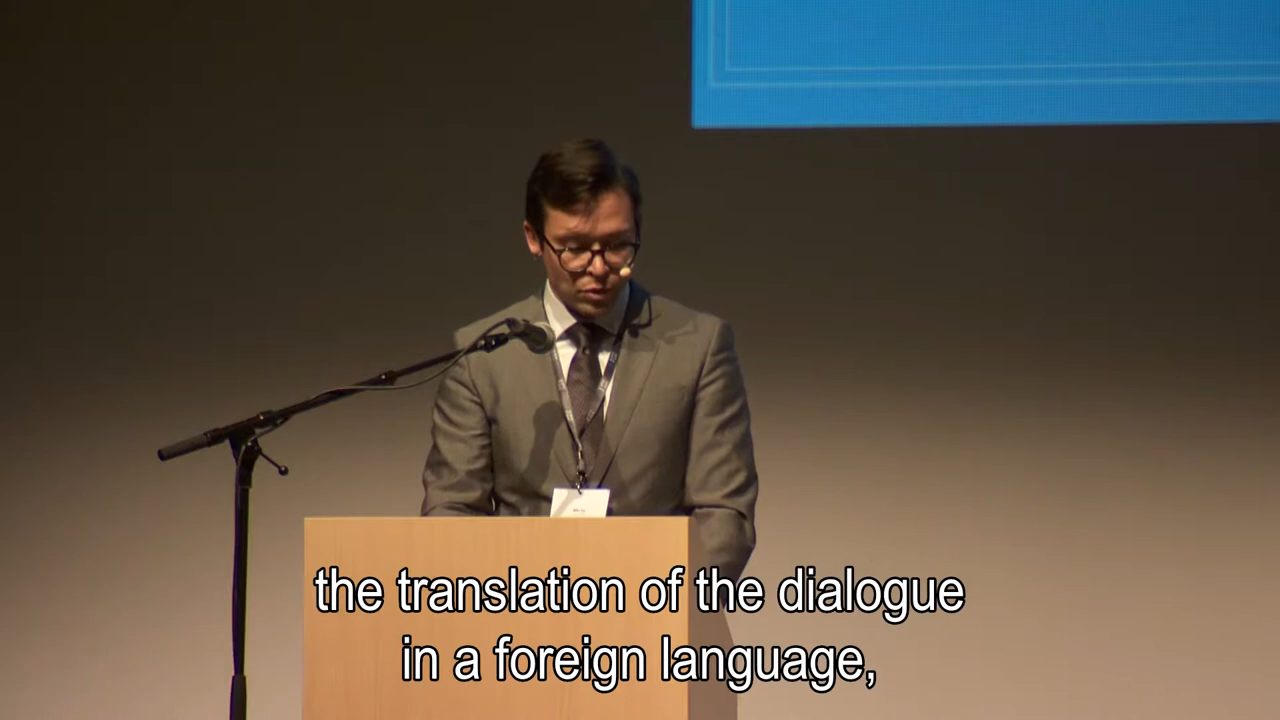 the translation of the dialogue
in a foreign language,